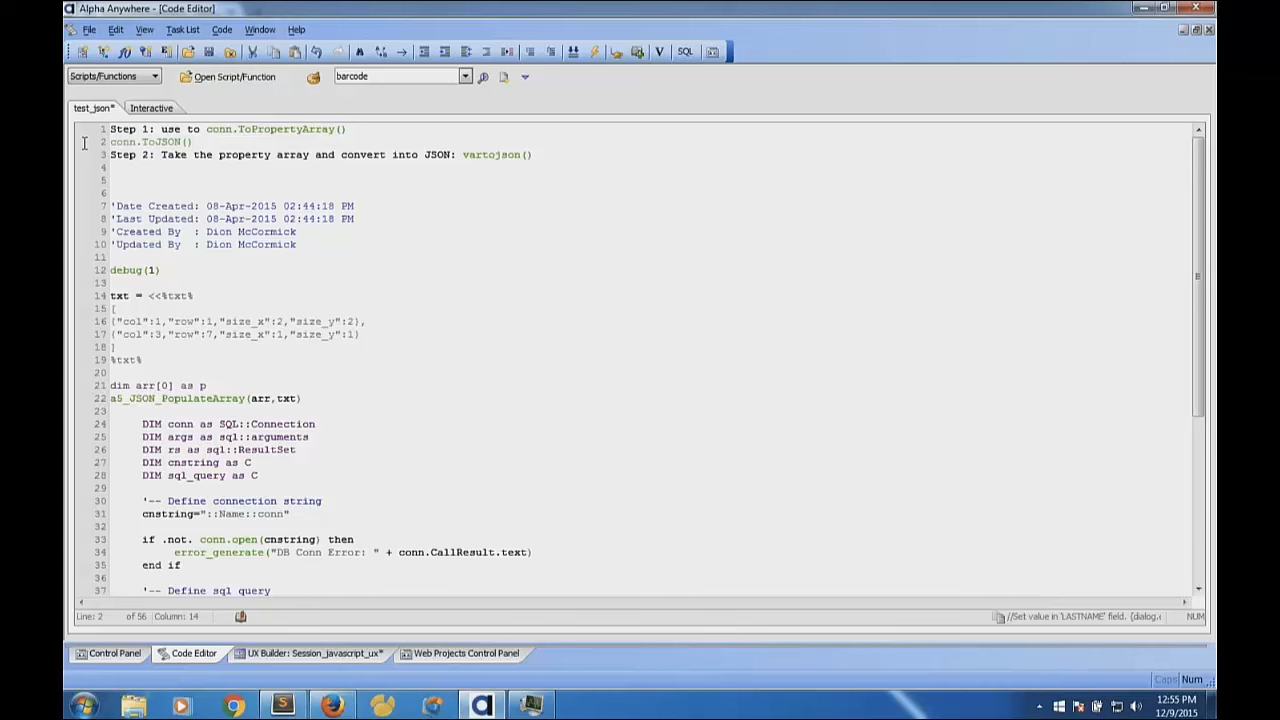 Alpha Anywhere - [Code Editor]
File Edit View Task List Code Window Help
V SQL
Scripts/Functions Open Script/Function barcode
test_json* Interactive
1 Step 1: use to conn.ToPropertyArray()
2 conn.ToJSON()
3 Step 2: Take the property array and convert into JSON: vartojson()
4
5
6
7 'Date Created: 08-Apr-2015 02:44:18 PM
8 'Last Updated: 08-Apr-2015 02:44:18 PM
9 'Created By  : Dion McCormick
10 'Updated By  : Dion McCormick
11
12 debug(1)
13
14 txt = <<%txt%
15 [
16 {"col":1,"row":1,"size_x":2,"size_y":2},
17 {"col":3,"row":7,"size_x":1,"size_y":1}
18 ]
19 %txt%
20
21 dim arr[0] as p
22 a5_JSON_PopulateArray(arr,txt)
23
24 DIM conn as SQL::Connection
25 DIM args as sql::arguments
26 DIM rs as sql::ResultSet
27 DIM cnstring as C
28 DIM sql_query as C
29
30 '-- Define connection string
31 cnstring="::Name::conn"
32
33 if .not. conn.open(cnstring) then
34 error_generate("DB Conn Error: " + conn.CallResult.text)
35 end if
36
37 '-- Define sql query
Line: 2 of 56 Column: 14 //Set value in 'LASTNAME' field. {dialog.‹ NUM
Control Panel Code Editor UX Builder: Session_javascript_ux* Web Projects Control Panel
Caps Num
12:55 PM
12/9/2015